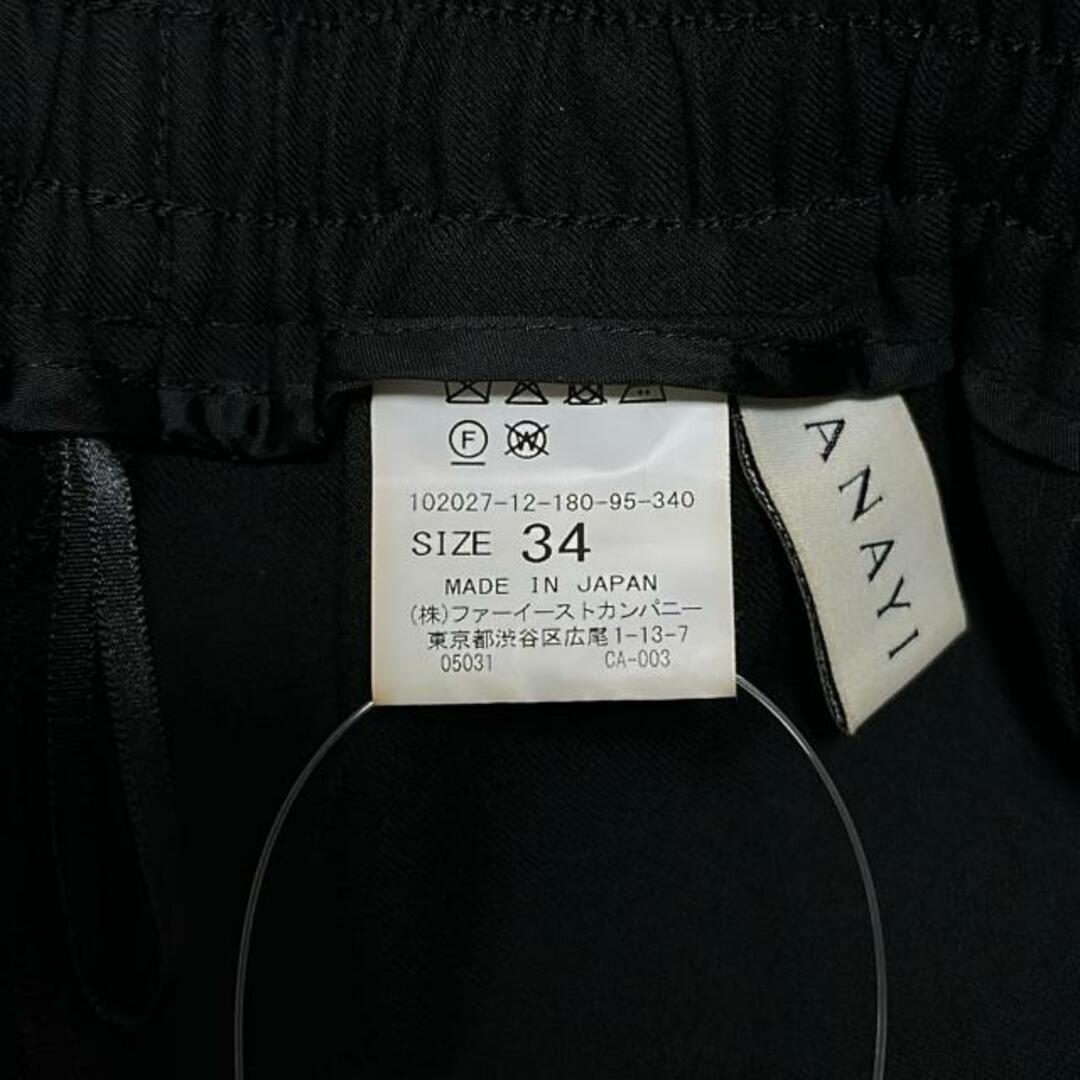 F W
102027-12-180-95-340
SIZE 34
MADE IN JAPAN
(株)ファーイーストカンパニー
東京都渋谷区広尾1-13-7
05031 CA-003
ANAYI